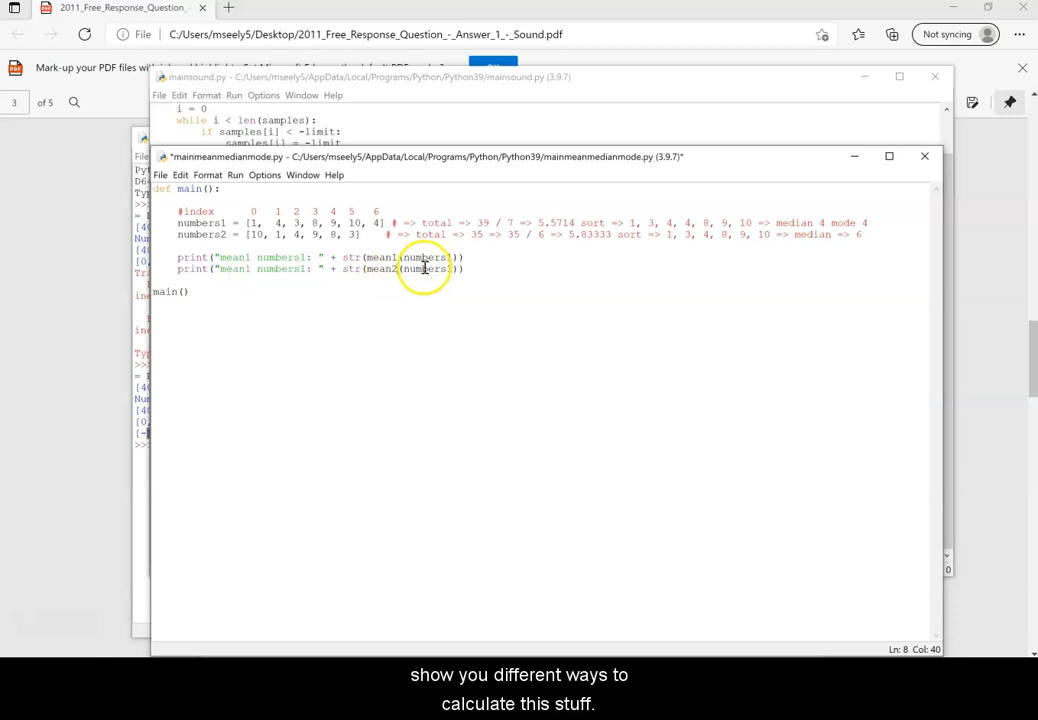 2011_Free_Response_Question_-_
File
C:/Users/mseely5/Desktop/2011_Free_Response_Question_-_Answer_1_-_Sound.pdf
Not syncing
3 of 5
mainsound.py - C:/Users/mseely5/AppData/Local/Programs/Python/Python39/mainsound.py (3.9.7)
File Edit Format Run Options Window Help
i = 0
while i < len(samples):
if samples[i] < -limit:
samples[i] = -limit
*mainmeanmedianmode.py - C:/Users/mseely5/AppData/Local/Programs/Python/Python39/mainmeanmedianmode.py (3.9.7)*
File Edit Format Run Options Window Help
def main():
#index 0 1 2 3 4 5 6
numbers1 = [1, 4, 3, 8, 9, 10, 4] # => total => 39 / 7 => 5.5714 sort => 1, 3, 4, 4, 8, 9, 10 => median 4 mode 4
numbers2 = [10, 1, 4, 9, 8, 3] # => total => 35 => 35 / 6 => 5.83333 sort => 1, 3, 4, 8, 9, 10 => median => 6
print("mean1 numbers1: " + str(mean1(numbers1))
print("mean1 numbers1: " + str(mean2(numbers1))
main()
Ln: 8 Col: 40
show you different ways to
calculate this stuff.